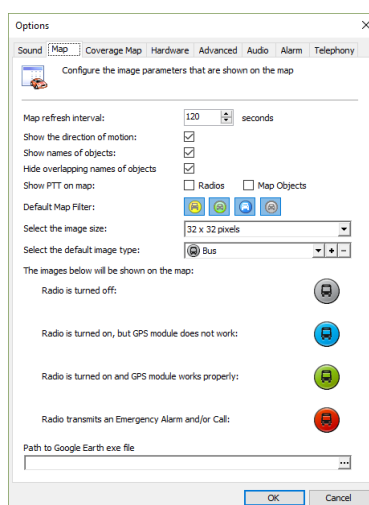 Options
Sound Map Coverage Map Hardware Advanced Audio Alarm Telephony
Configure the image parameters that are shown on the map
Map refresh interval: 120 seconds
Show the direction of motion:
Show names of objects:
Hide overlapping names of objects
Show PTT on map: Radios Map Objects
Default Map Filter:
Select the image size: 32 x 32 pixels
Select the default image type: Bus
The images below will be shown on the map:
Radio is turned off:
Radio is turned on, but GPS module does not work:
Radio is turned on and GPS module works properly:
Radio transmits an Emergency Alarm and/or Call:
Path to Google Earth exe file
...
OK Cancel